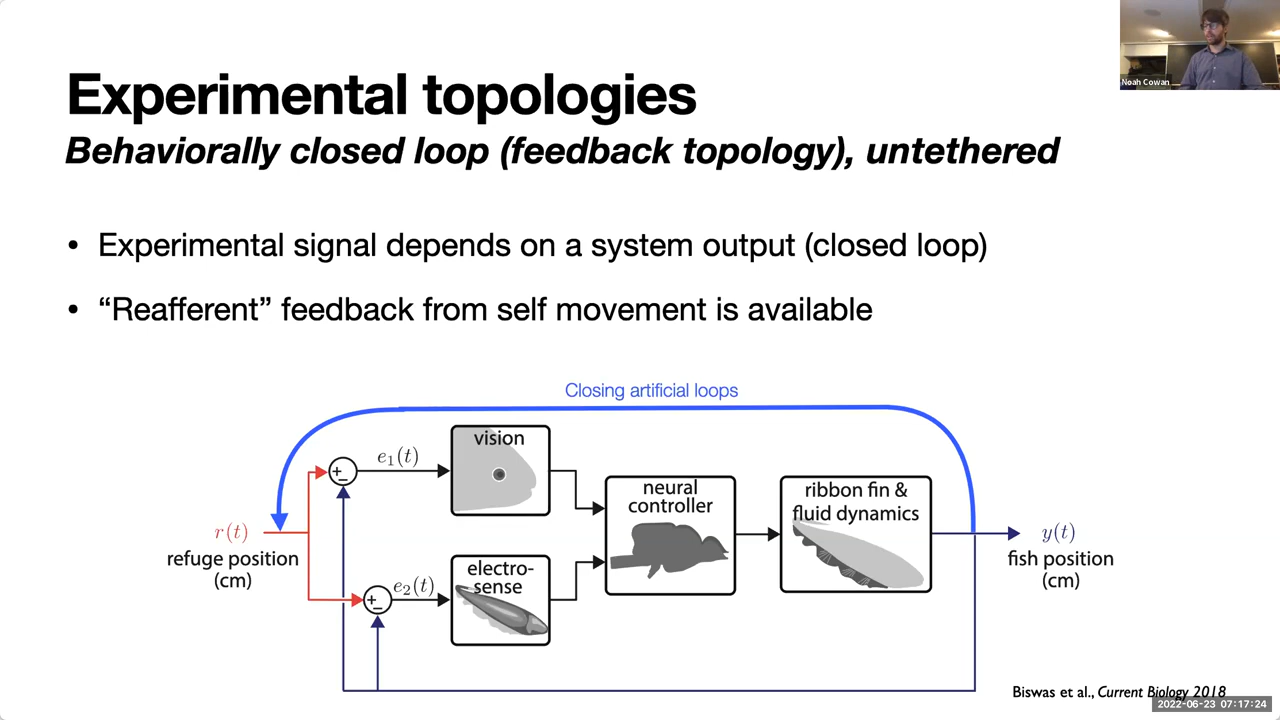 Noah Cowan
Experimental topologies
Behaviorally closed loop (feedback topology), untethered
• Experimental signal depends on a system output (closed loop)
• “Reafferent” feedback from self movement is available
Closing artificial loops
vision
e₁(t)
+
−
neural
controller
ribbon fin &
fluid dynamics
r(t)
refuge position
(cm)
y(t)
fish position
(cm)
electro-
sense
e₂(t)
+
−
Biswas et al., Current Biology 2018
2022-06-23 07:17:24